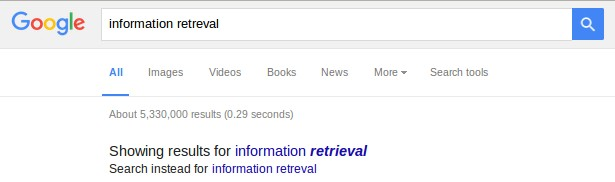 Google information retreval
All Images Videos Books News More Search tools
About 5,330,000 results (0.29 seconds)
Showing results for information retrieval
Search instead for information retreval